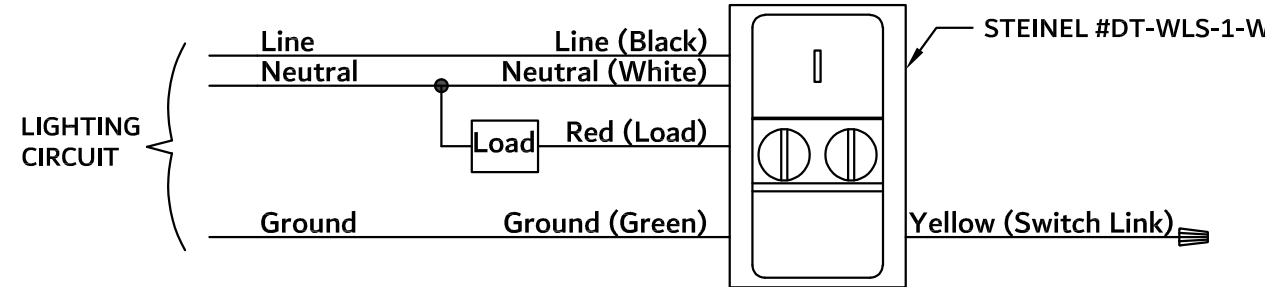 STEINEL #DT-WLS-1-W
Line
Line (Black)
Neutral
Neutral (White)
LIGHTING
CIRCUIT
Load
Red (Load)
Ground
Ground (Green)
Yellow (Switch Link)